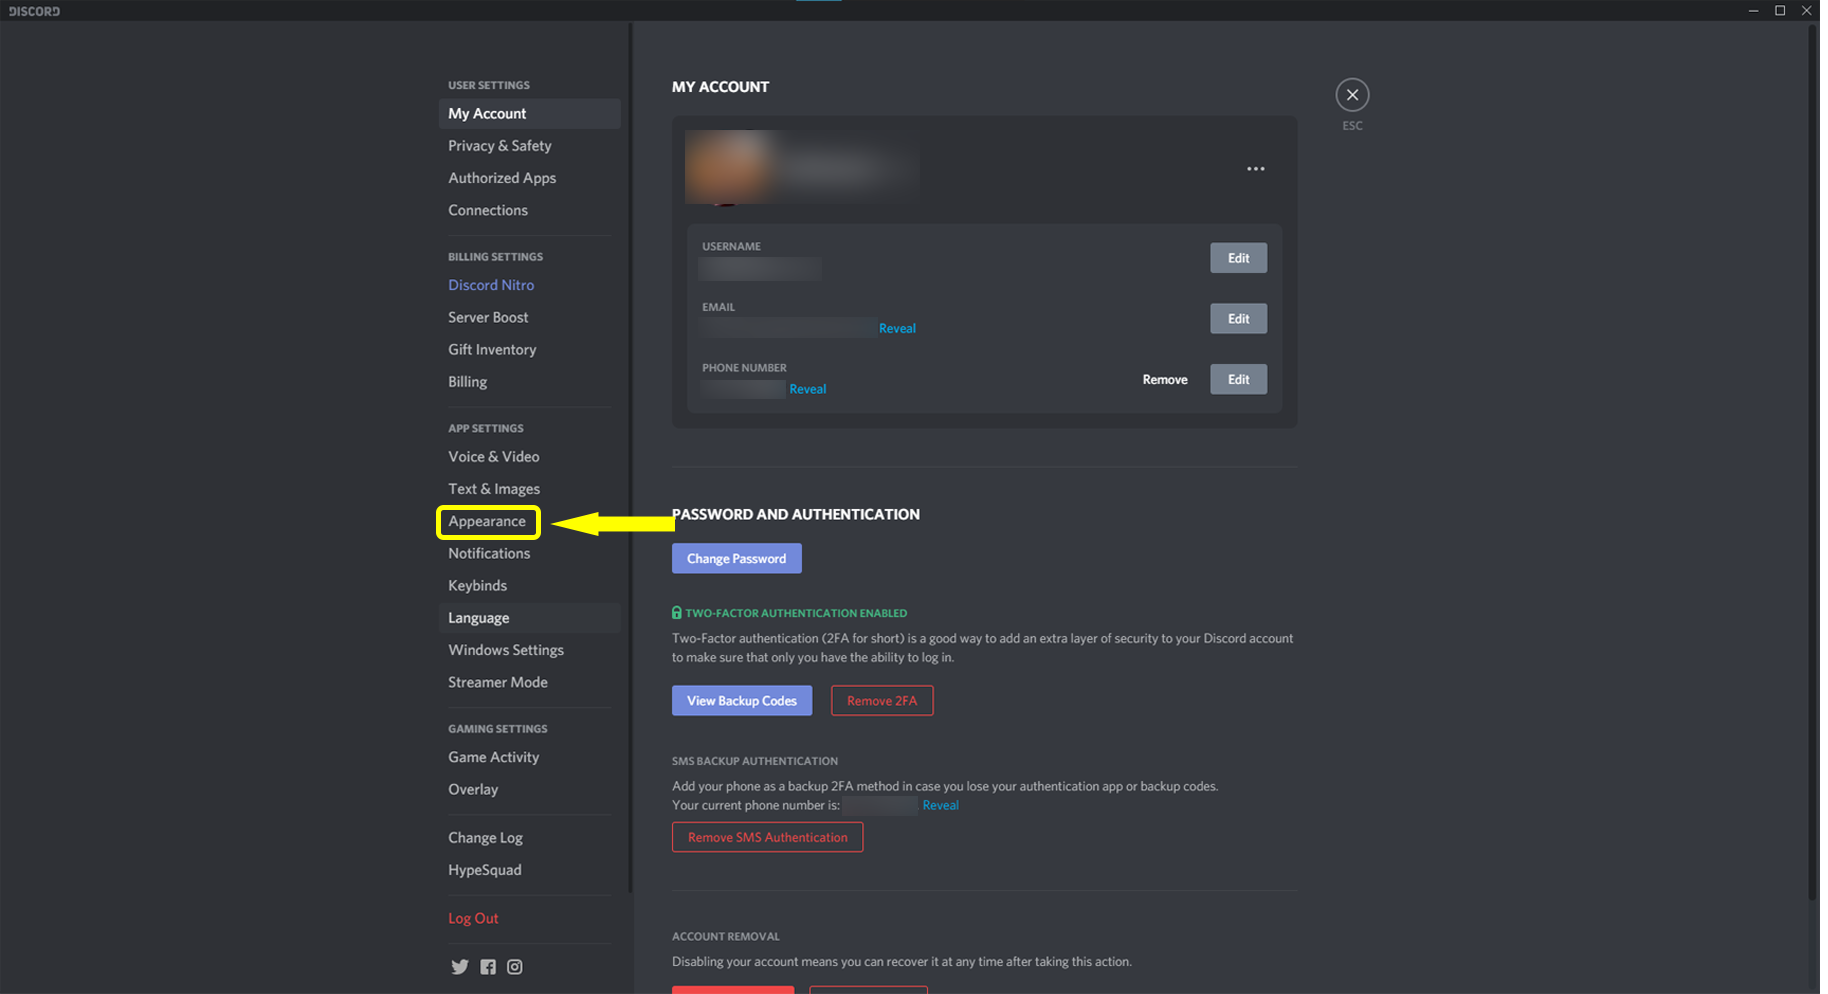 DISCORD
USER SETTINGS
My Account
Privacy & Safety
Authorized Apps
Connections
BILLING SETTINGS
Discord Nitro
Server Boost
Gift Inventory
Billing
APP SETTINGS
Voice & Video
Text & Images
Appearance
Notifications
Keybinds
Language
Windows Settings
Streamer Mode
GAMING SETTINGS
Game Activity
Overlay
Change Log
HypeSquad
Log Out
MY ACCOUNT
ESC
USERNAME
Edit
EMAIL
Reveal
Edit
PHONE NUMBER
Reveal
Remove
Edit
PASSWORD AND AUTHENTICATION
Change Password
TWO-FACTOR AUTHENTICATION ENABLED
Two-Factor authentication (2FA for short) is a good way to add an extra layer of security to your Discord account
to make sure that only you have the ability to log in.
View Backup Codes
Remove 2FA
SMS BACKUP AUTHENTICATION
Add your phone as a backup 2FA method in case you lose your authentication app or backup codes.
Your current phone number is: Reveal
Remove SMS Authentication
ACCOUNT REMOVAL
Disabling your account means you can recover it at any time after taking this action.